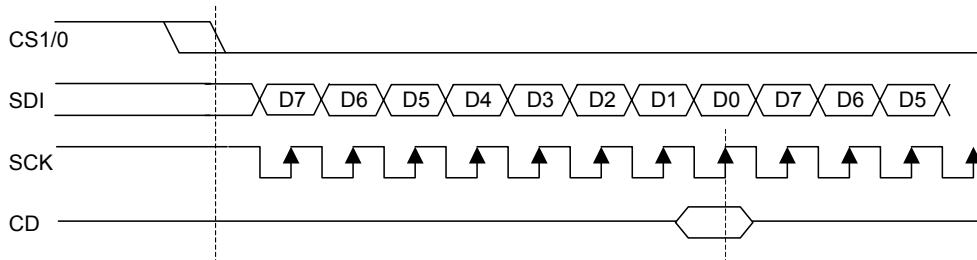 CS1/0
SDI D7 D6 D5 D4 D3 D2 D1 D0 D7 D6 D5
SCK
CD